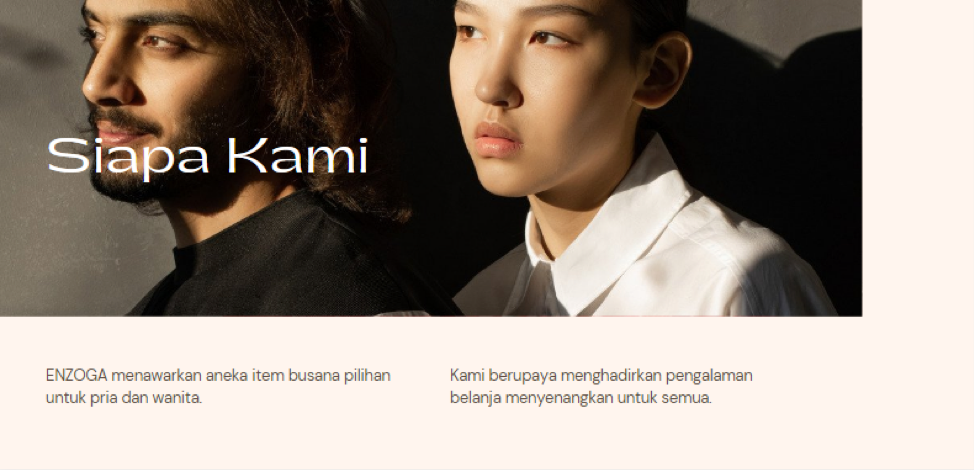 Siapa Kami
ENZOGA menawarkan aneka item busana pilihan
untuk pria dan wanita.
Kami berupaya menghadirkan pengalaman
belanja menyenangkan untuk semua.